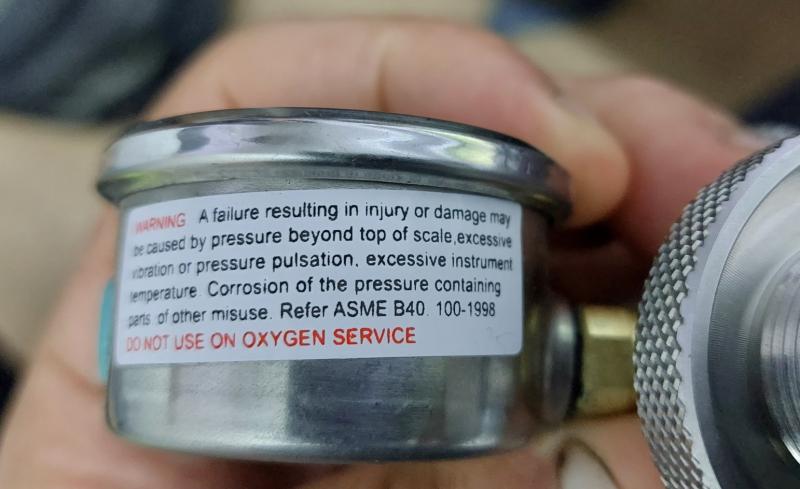 WARNING A failure resulting in injury or damage may
be caused by pressure beyond top of scale,excessive
vibration or pressure pulsation, excessive instrument
temperature. Corrosion of the pressure containing
parts of other misuse. Refer ASME B40. 100-1998
DO NOT USE ON OXYGEN SERVICE